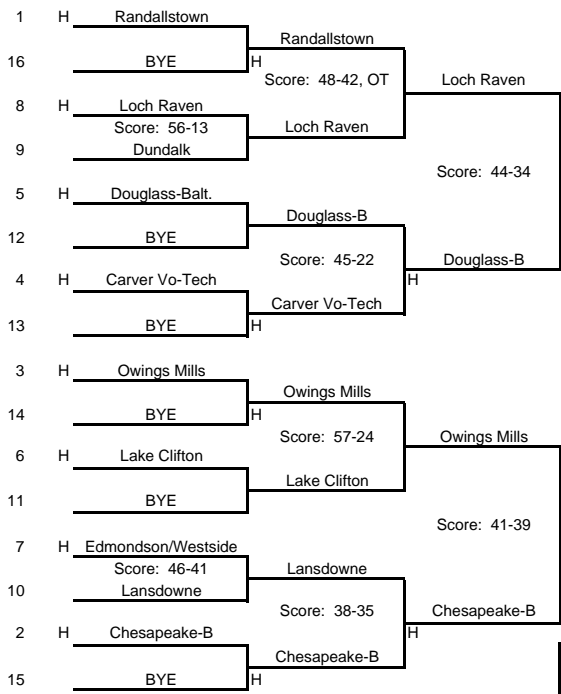 1 H Randallstown
Randallstown
16 BYE H
Score: 48-42, OT Loch Raven
8 H Loch Raven
Score: 56-13 Loch Raven
9 Dundalk
Score: 44-34
5 H Douglass-Balt.
Douglass-B
12 BYE
Score: 45-22 Douglass-B
4 H Carver Vo-Tech H
Carver Vo-Tech
13 BYE H
3 H Owings Mills
Owings Mills
14 BYE H
Score: 57-24 Owings Mills
6 H Lake Clifton
Lake Clifton
11 BYE
Score: 41-39
7 H Edmondson/Westside
Score: 46-41 Lansdowne
10 Lansdowne
Score: 38-35 Chesapeake-B
2 H Chesapeake-B H
Chesapeake-B
15 BYE H